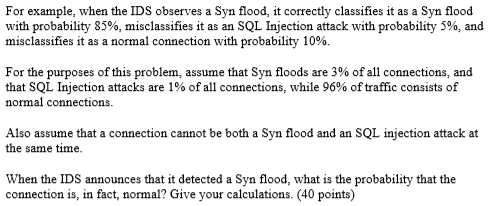 For example, when the IDS observes a Syn flood, it correctly classifies it as a Syn flood
with probability 85%, misclassifies it as an SQL Injection attack with probability 5%, and
misclassifies it as a normal connection with probability 10%.
For the purposes of this problem, assume that Syn floods are 3% of all connections, and
that SQL Injection attacks are 1% of all connections, while 96% of traffic consists of
normal connections.
Also assume that a connection cannot be both a Syn flood and an SQL injection attack at
the same time.
When the IDS announces that it detected a Syn flood, what is the probability that the
connection is, in fact, normal? Give your calculations. (40 points)